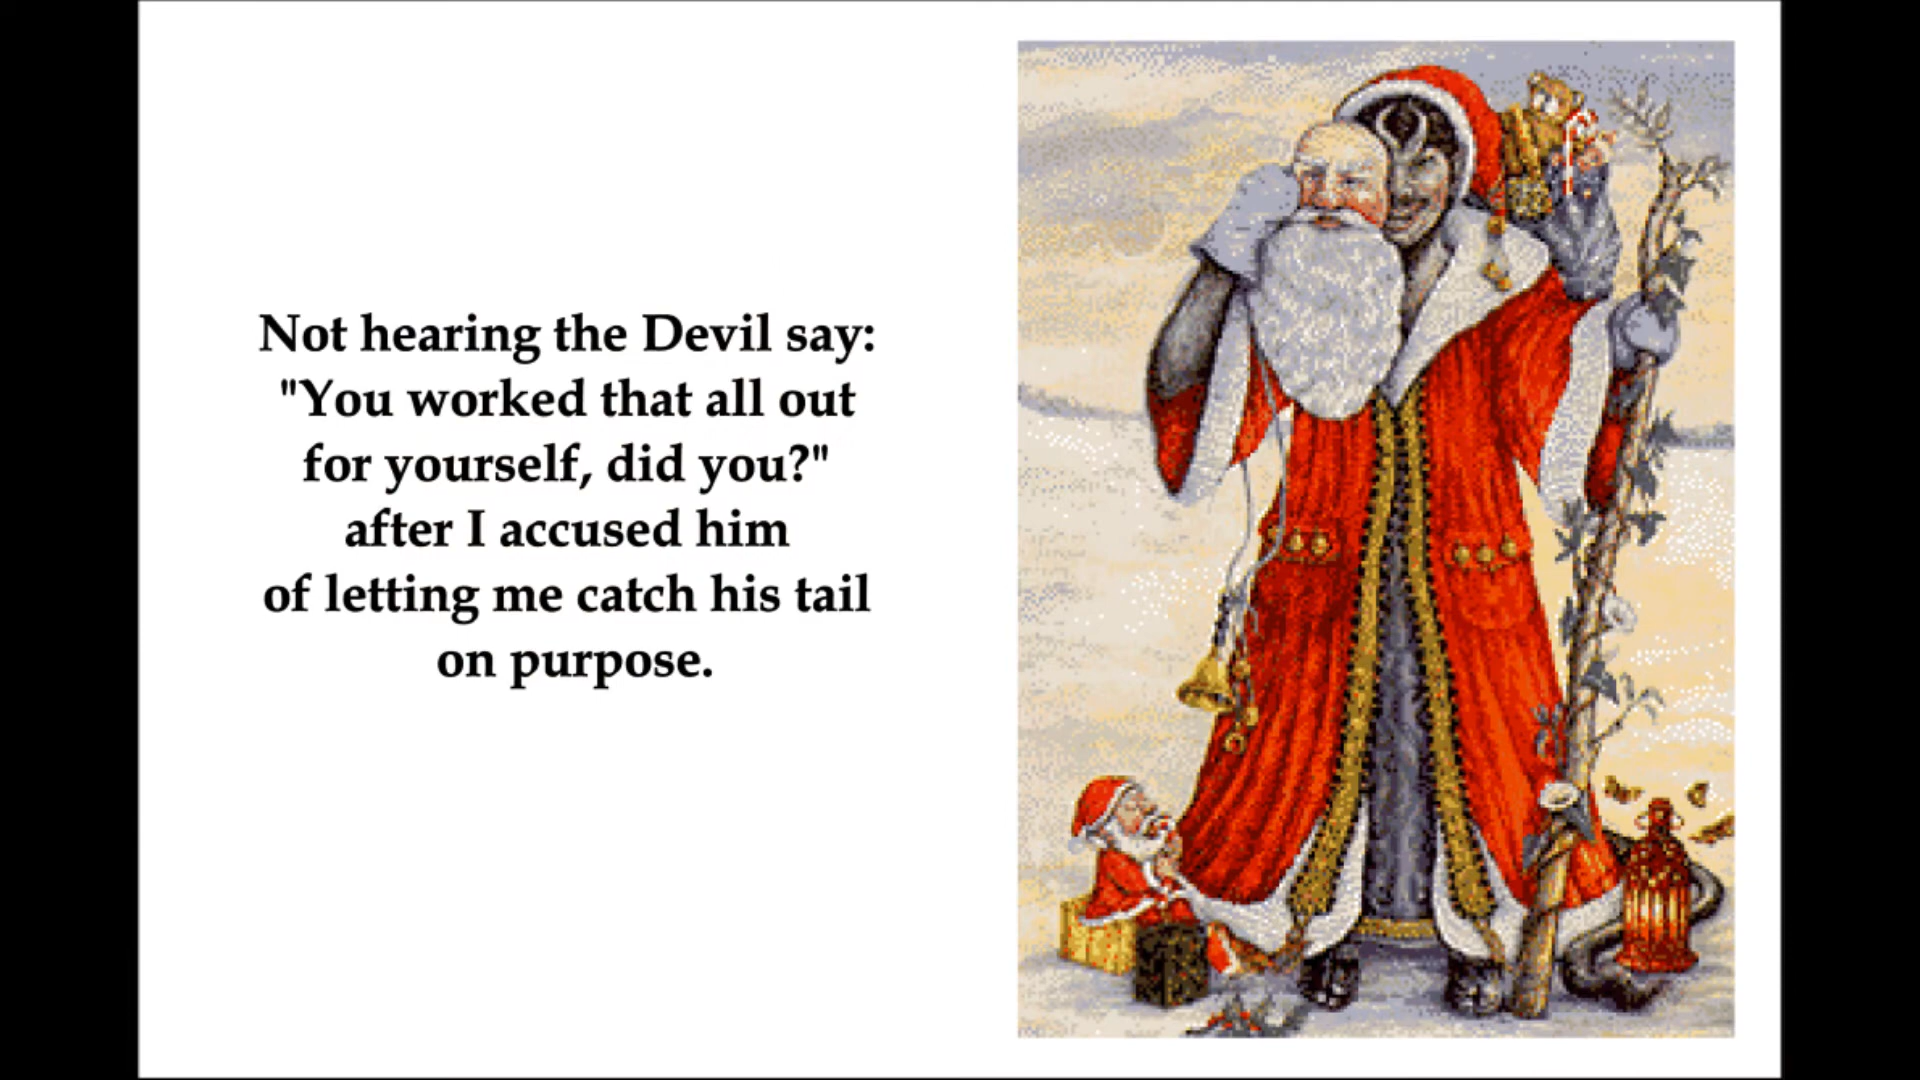 Not hearing the Devil say:
"You worked that all out
for yourself, did you?"
after I accused him
of letting me catch his tail
on purpose.